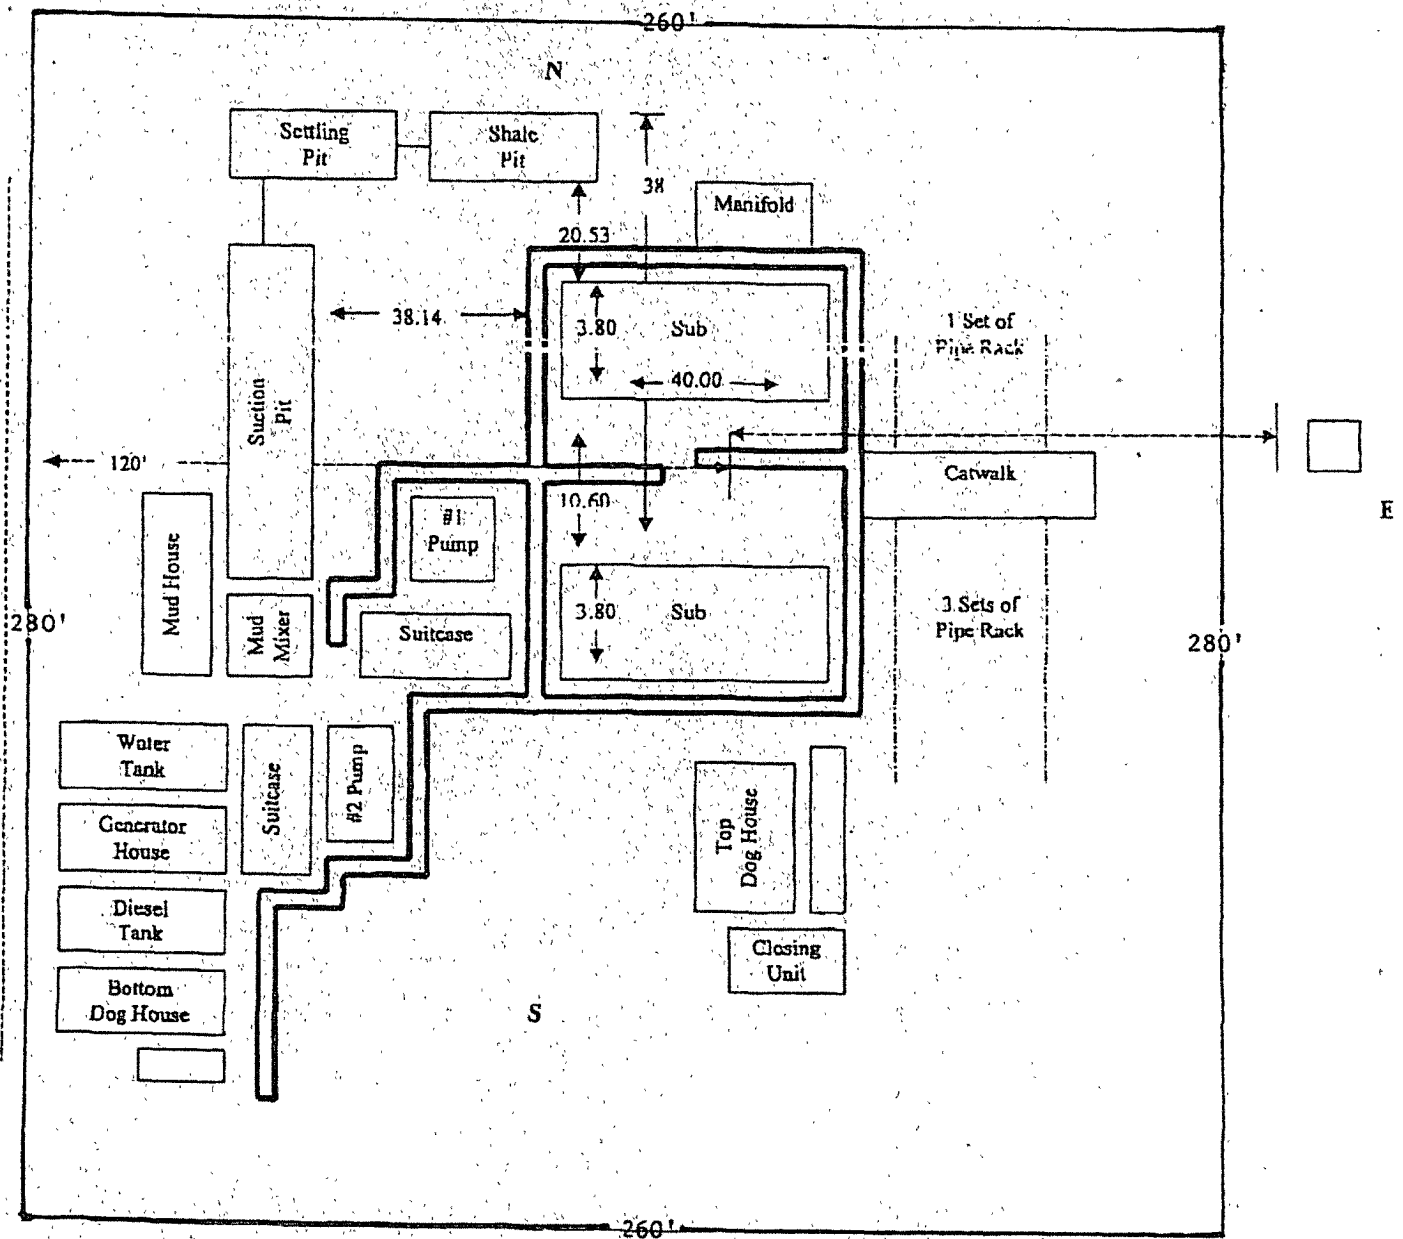 260'
N
Settling
Pit
Shale
Pit
38
Manifold
20.53
38.14
3.80
Sub
1 Set of
Pipe Rack
40.00
Suction
Pit
120'
Catwalk
10.60
#1
Pump
E
Mud House
Mud
Mixer
Suitcase
3.80
Sub
3 Sets of
Pipe Rack
280'
280'
Water
Tank
Suitcase
#2 Pump
Generator
House
Top
Dog House
Diesel
Tank
Closing
Unit
Bottom
Dog House
S
260'